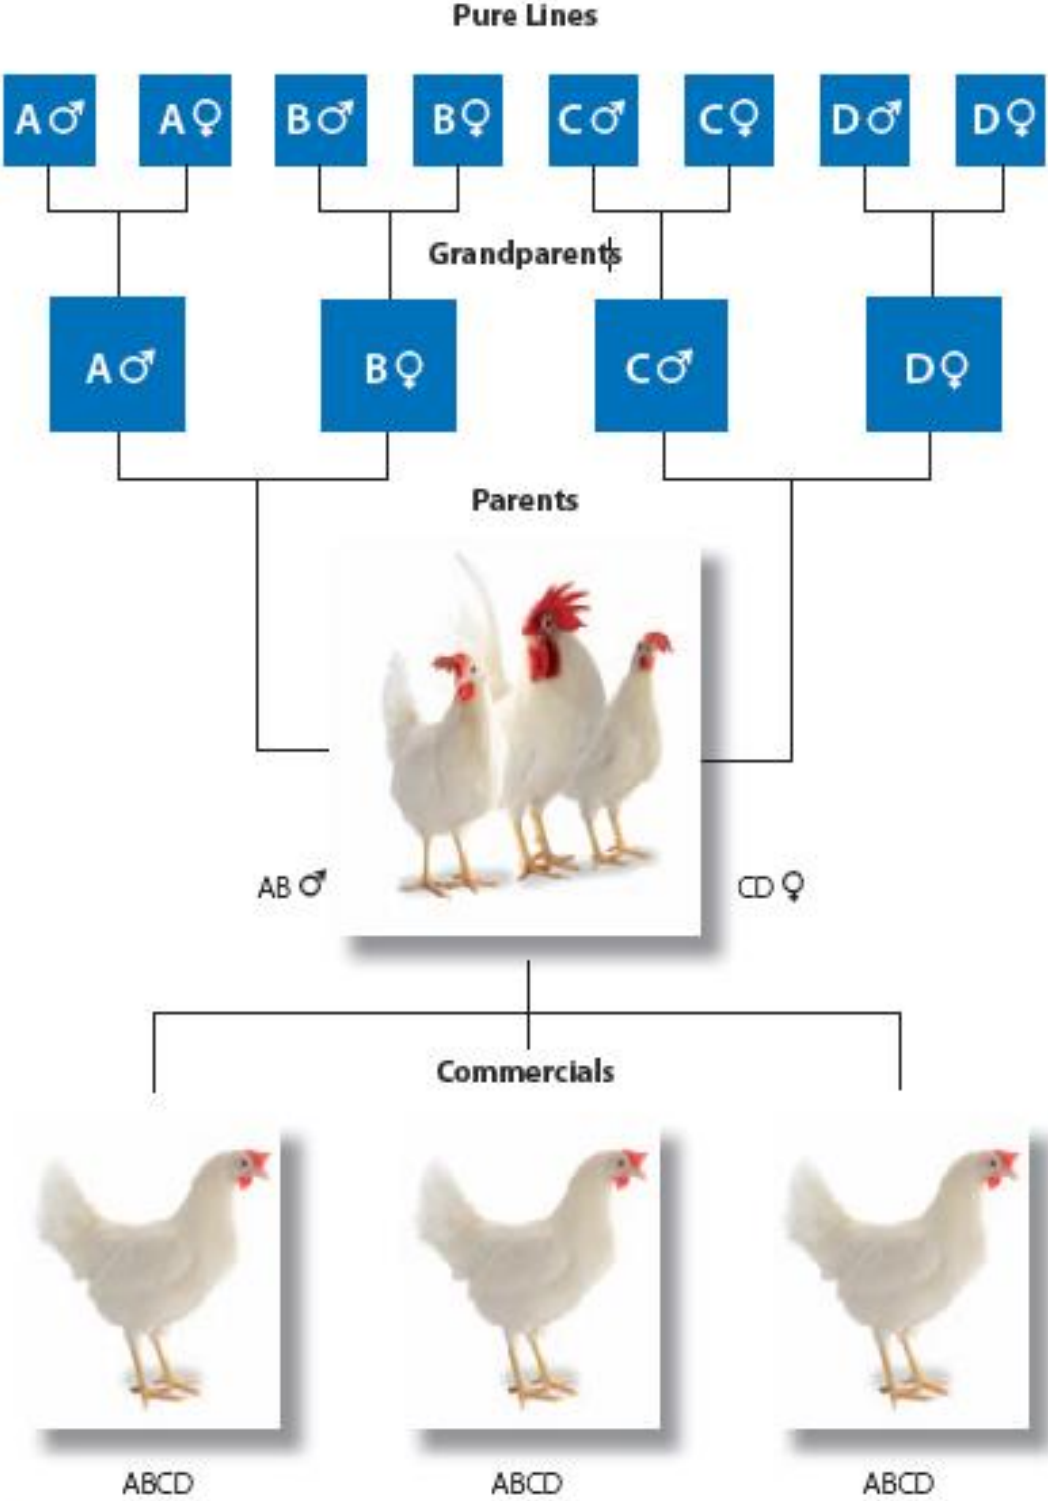 Pure Lines
A♂ A♀ B♂ B♀ C♂ C♀ D♂ D♀
Grandparents
A♂ B♀ C♂ D♀
Parents
AB ♂ CD ♀
Commercials
ABCD ABCD ABCD